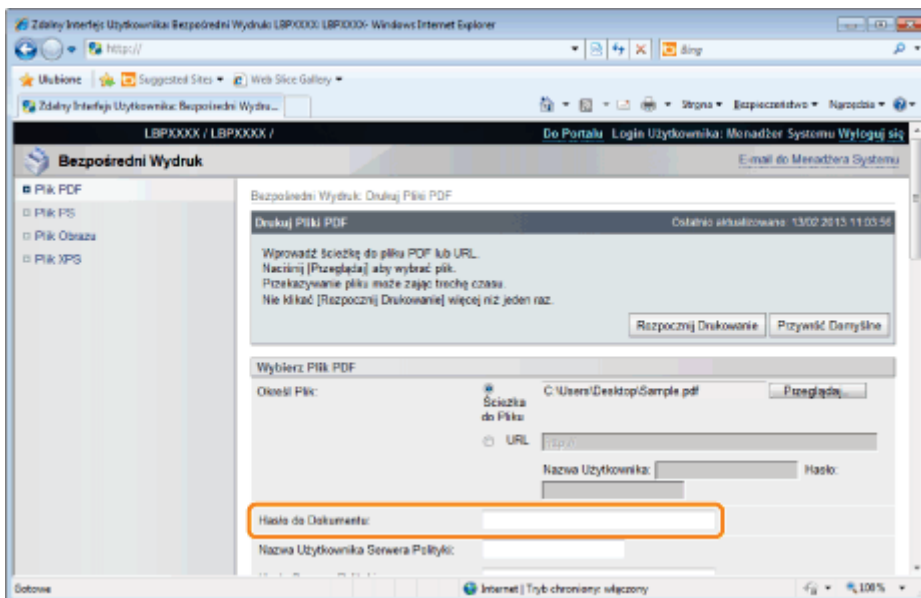 Zdalny Interfejs Użytkownika: Bezpośredni Wydruk: LBPXXXX: LBPXXXX- Windows Internet Explorer
http://
Bing
Ulubione Suggested Sites Web Slice Gallery
Zdalny Interfejs Użytkownika: Bezpośredni Wydru... Strona Bezpieczeństwo Narzędzia
LBPXXXX / LBPXXXX / Do Portalu Login Użytkownika: Menadżer Systemu Wyloguj się
Bezpośredni Wydruk E-mail do Menadżera Systemu
Plik PDF
Plik PS
Plik Obrazu
Plik XPS
Bezpośredni Wydruk: Drukuj Pliki PDF
Drukuj Pliki PDF Ostatnio aktualizowano: 13/02 2013 11:03:56
Wprowadź ścieżkę do pliku PDF lub URL.
Naciśnij [Przeglądaj] aby wybrać plik.
Przekazywanie pliku może zająć trochę czasu.
Nie klikać [Rozpocznij Drukowanie] więcej niż jeden raz.
Rozpocznij Drukowanie Przywróć Domyślne
Wybierz Plik PDF
Określ Plik: Ścieżka do Pliku C:\Users\Desktop\Sample.pdf Przeglądaj...
URL
Nazwa Użytkownika: Hasło:
Hasło do Dokumentu:
Nazwa Użytkownika Serwera Polityki:
Gotowe Internet | Tryb chroniony: włączony 100%